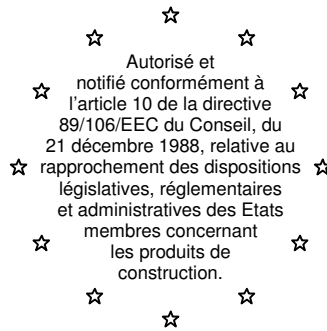 Autorisé et
notifié conformément à
l'article 10 de la directive
89/106/EEC du Conseil, du
21 décembre 1988, relative au
rapprochement des dispositions
législatives, réglementaires
et administratives des Etats
membres concernant
les produits de
construction.